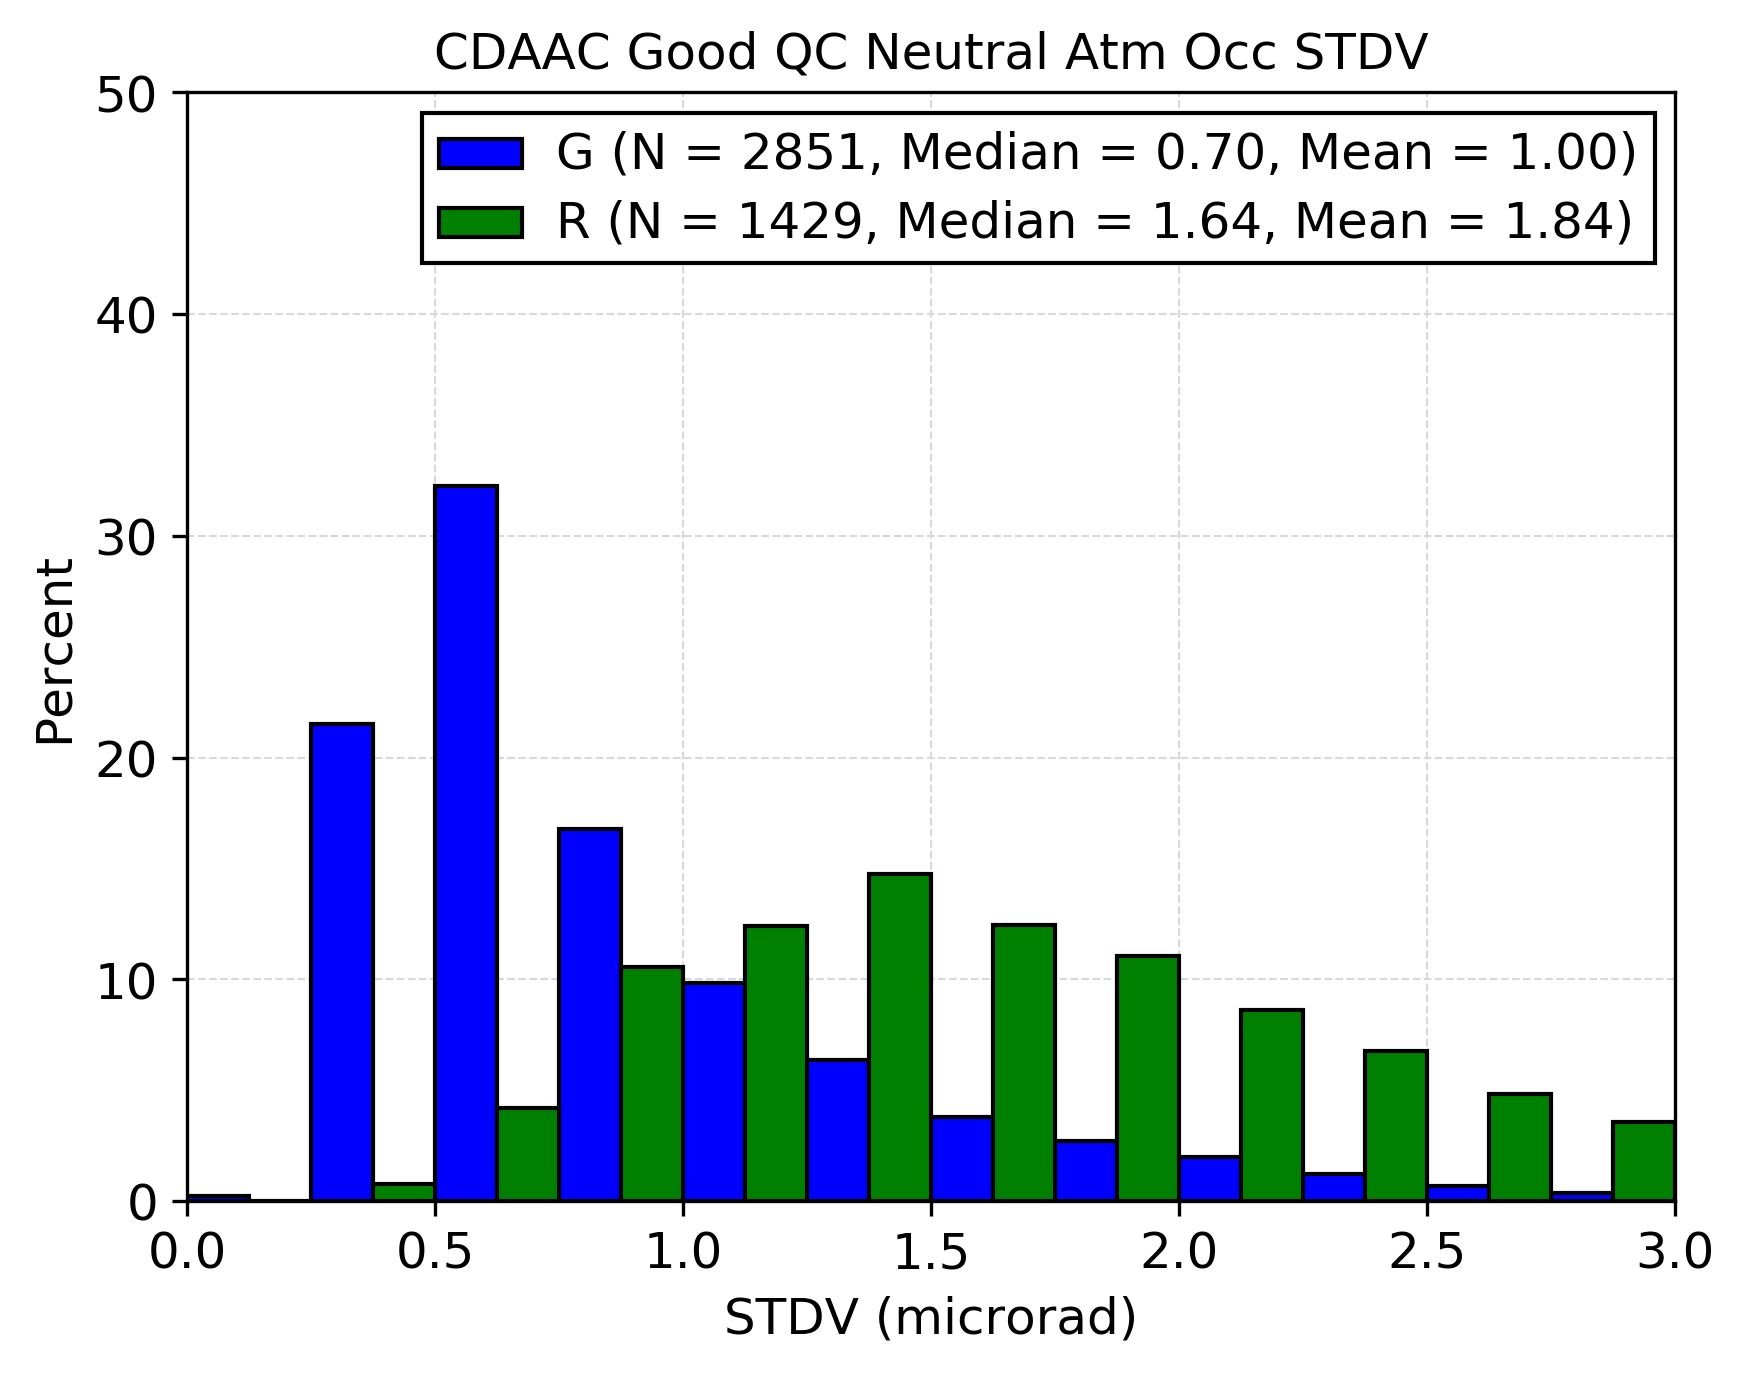 CDAAC Good QC Neutral Atm Occ STDV
50
G (N = 2851, Median = 0.70, Mean = 1.00)
R (N = 1429, Median = 1.64, Mean = 1.84)
40
30
20
10
0
Percent
0.0 0.5 1.0 1.5 2.0 2.5 3.0
STDV (microrad)